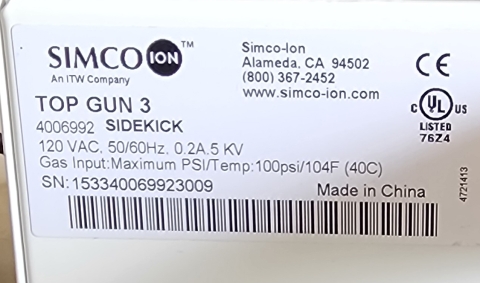 SIMCO ION™
An ITW Company
Simco-Ion
Alameda, CA 94502
(800) 367-2452
www.simco-ion.com
CE
TOP GUN 3
4006992 SIDEKICK
120 VAC, 50/60Hz, 0.2A.5 KV
Gas Input:Maximum PSI/Temp:100psi/104F (40C)
SN:153340069923009
Made in China
C UL US
LISTED
76Z4
4721413